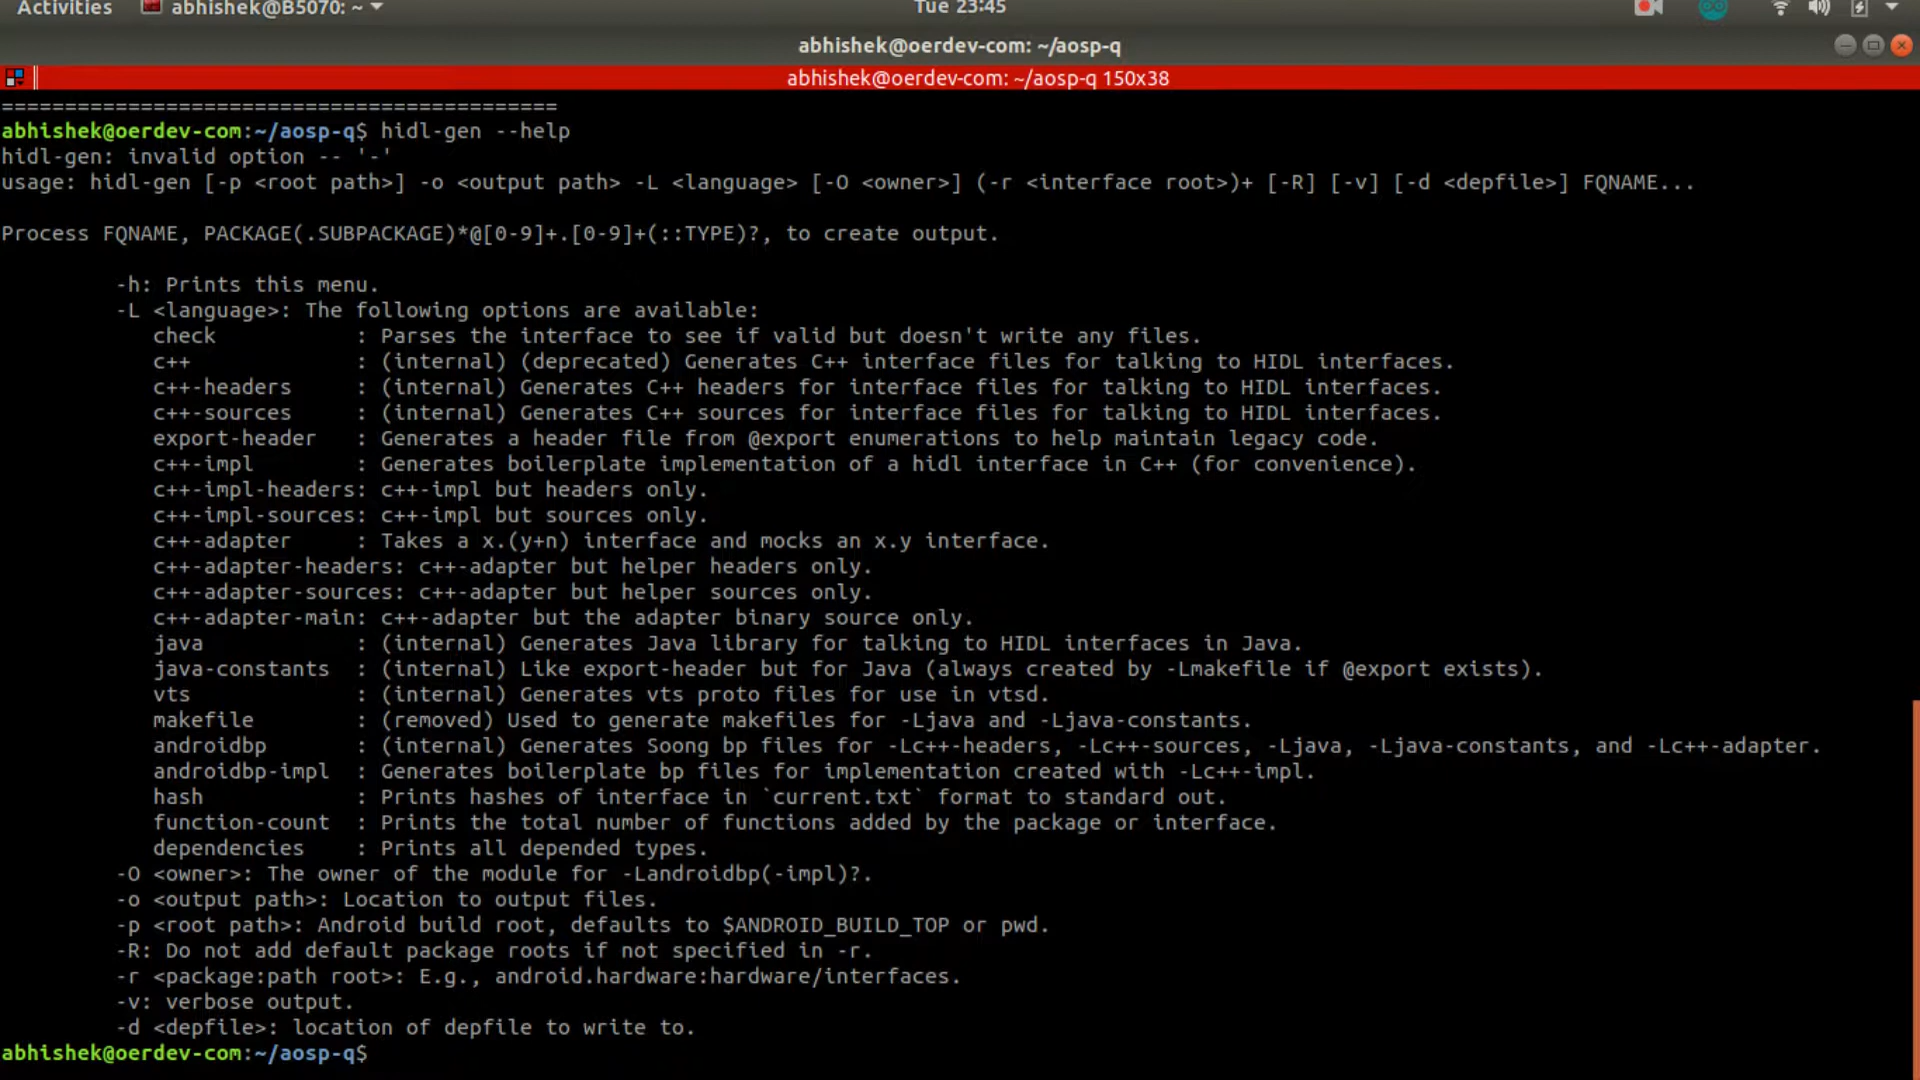 Activities abhishek@B5070: ~ Tue 23:45
abhishek@oerdev-com: ~/aosp-q
abhishek@oerdev-com: ~/aosp-q 150x38
============================================
abhishek@oerdev-com:~/aosp-q$ hidl-gen --help
hidl-gen: invalid option -- '-'
usage: hidl-gen [-p <root path>] -o <output path> -L <language> [-O <owner>] (-r <interface root>)+ [-R] [-v] [-d <depfile>] FQNAME...
Process FQNAME, PACKAGE(.SUBPACKAGE)*@[0-9]+.[0-9]+(::TYPE)?, to create output.
-h: Prints this menu.
-L <language>: The following options are available:
check : Parses the interface to see if valid but doesn't write any files.
c++ : (internal) (deprecated) Generates C++ interface files for talking to HIDL interfaces.
c++-headers : (internal) Generates C++ headers for interface files for talking to HIDL interfaces.
c++-sources : (internal) Generates C++ sources for interface files for talking to HIDL interfaces.
export-header : Generates a header file from @export enumerations to help maintain legacy code.
c++-impl : Generates boilerplate implementation of a hidl interface in C++ (for convenience).
c++-impl-headers: c++-impl but headers only.
c++-impl-sources: c++-impl but sources only.
c++-adapter : Takes a x.(y+n) interface and mocks an x.y interface.
c++-adapter-headers: c++-adapter but helper headers only.
c++-adapter-sources: c++-adapter but helper sources only.
c++-adapter-main: c++-adapter but the adapter binary source only.
java : (internal) Generates Java library for talking to HIDL interfaces in Java.
java-constants : (internal) Like export-header but for Java (always created by -Lmakefile if @export exists).
vts : (internal) Generates vts proto files for use in vtsd.
makefile : (removed) Used to generate makefiles for -Ljava and -Ljava-constants.
androidbp : (internal) Generates Soong bp files for -Lc++-headers, -Lc++-sources, -Ljava, -Ljava-constants, and -Lc++-adapter.
androidbp-impl : Generates boilerplate bp files for implementation created with -Lc++-impl.
hash : Prints hashes of interface in `current.txt` format to standard out.
function-count : Prints the total number of functions added by the package or interface.
dependencies : Prints all depended types.
-O <owner>: The owner of the module for -Landroidbp(-impl)?.
-o <output path>: Location to output files.
-p <root path>: Android build root, defaults to $ANDROID_BUILD_TOP or pwd.
-R: Do not add default package roots if not specified in -r.
-r <package:path root>: E.g., android.hardware:hardware/interfaces.
-v: verbose output.
-d <depfile>: location of depfile to write to.
abhishek@oerdev-com:~/aosp-q$